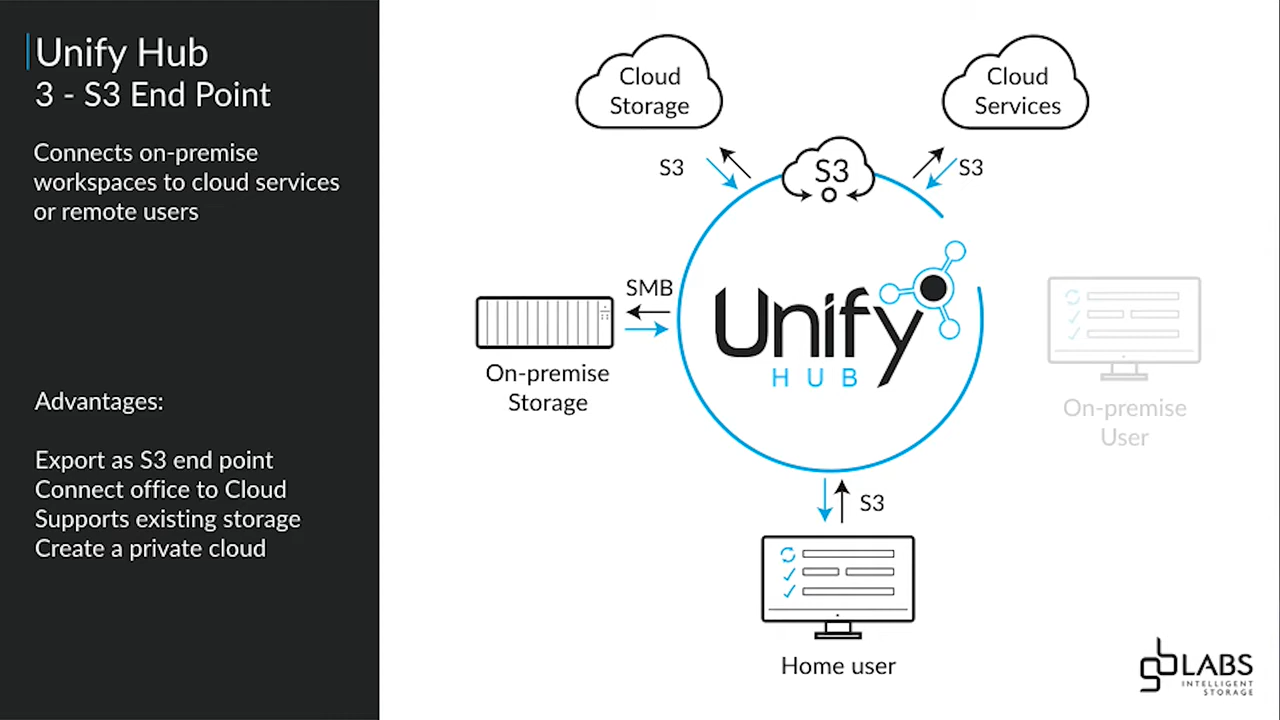 Unify Hub
3 - S3 End Point
Connects on-premise
workspaces to cloud services
or remote users
Advantages:
Export as S3 end point
Connect office to Cloud
Supports existing storage
Create a private cloud
Cloud
Storage
Cloud
Services
S3
S3
S3
SMB
On-premise
Storage
Unify
HUB
On-premise
User
S3
Home user
gb LABS
INTELLIGENT
STORAGE